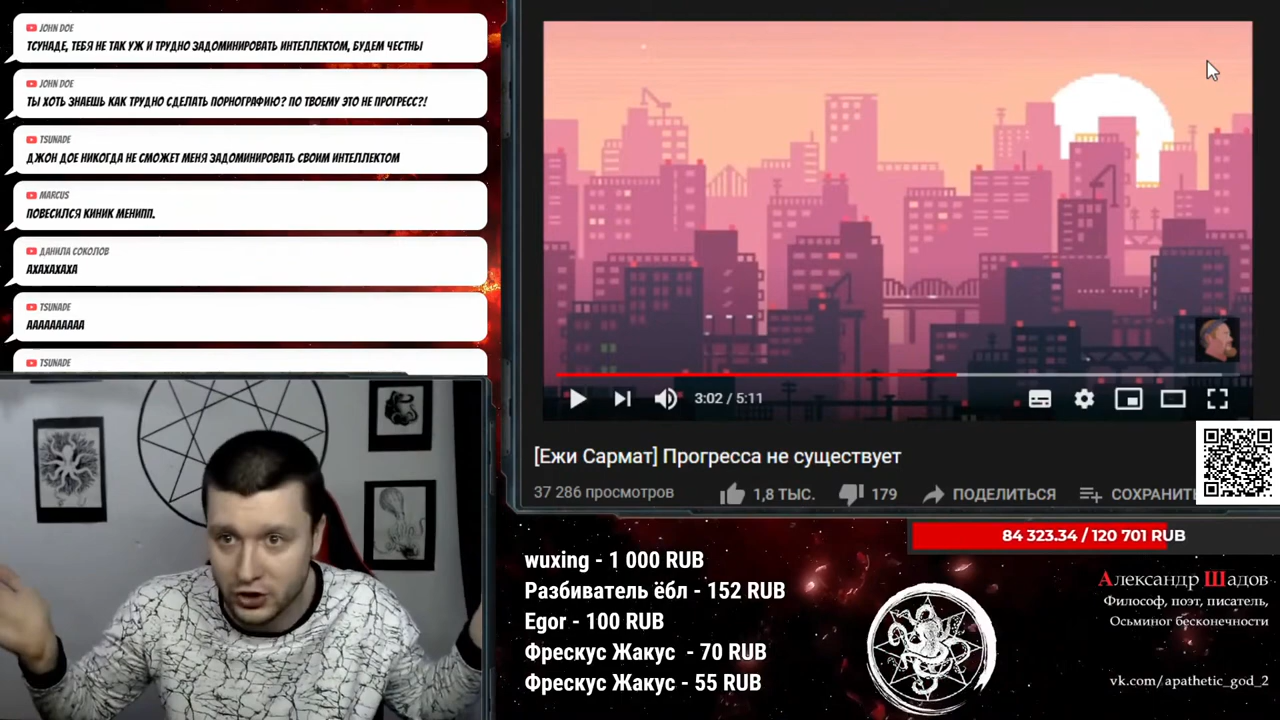 JOHN DOE
ТСУНАДЕ, ТЕБЯ НЕ ТАК УЖ И ТРУДНО ЗАДОМИНИРОВАТЬ ИНТЕЛЛЕКТОМ, БУДЕМ ЧЕСТНЫ
JOHN DOE
ТЫ ХОТЬ ЗНАЕШЬ КАК ТРУДНО СДЕЛАТЬ ПОРНОГРАФИЮ? ПО ТВОЕМУ ЭТО НЕ ПРОГРЕСС?!
TSUNADE
ДЖОН ДОЕ НИКОГДА НЕ СМОЖЕТ МЕНЯ ЗАДОМИНИРОВАТЬ СВОИМ ИНТЕЛЛЕКТОМ
MARCUS
ПОВЕСИЛСЯ КИНИК МЕНИПП.
ДАНИЛА СОКОЛОВ
АХАХАХАХА
TSUNADE
АААААААААА
TSUNADE
3:02 / 5:11
[Ежи Сармат] Прогресса не существует
37 286 просмотров
1,8 ТЫС.
179
ПОДЕЛИТЬСЯ
СОХРАНИТЬ
84 323.34 / 120 701 RUB
wuxing - 1 000 RUB
Разбиватель ёбл - 152 RUB
Egor - 100 RUB
Фрескус Жакус - 70 RUB
Фрескус Жакус - 55 RUB
Александр Шадов
Философ, поэт, писатель,
Осьминог бесконечности
vk.com/apathetic_god_2